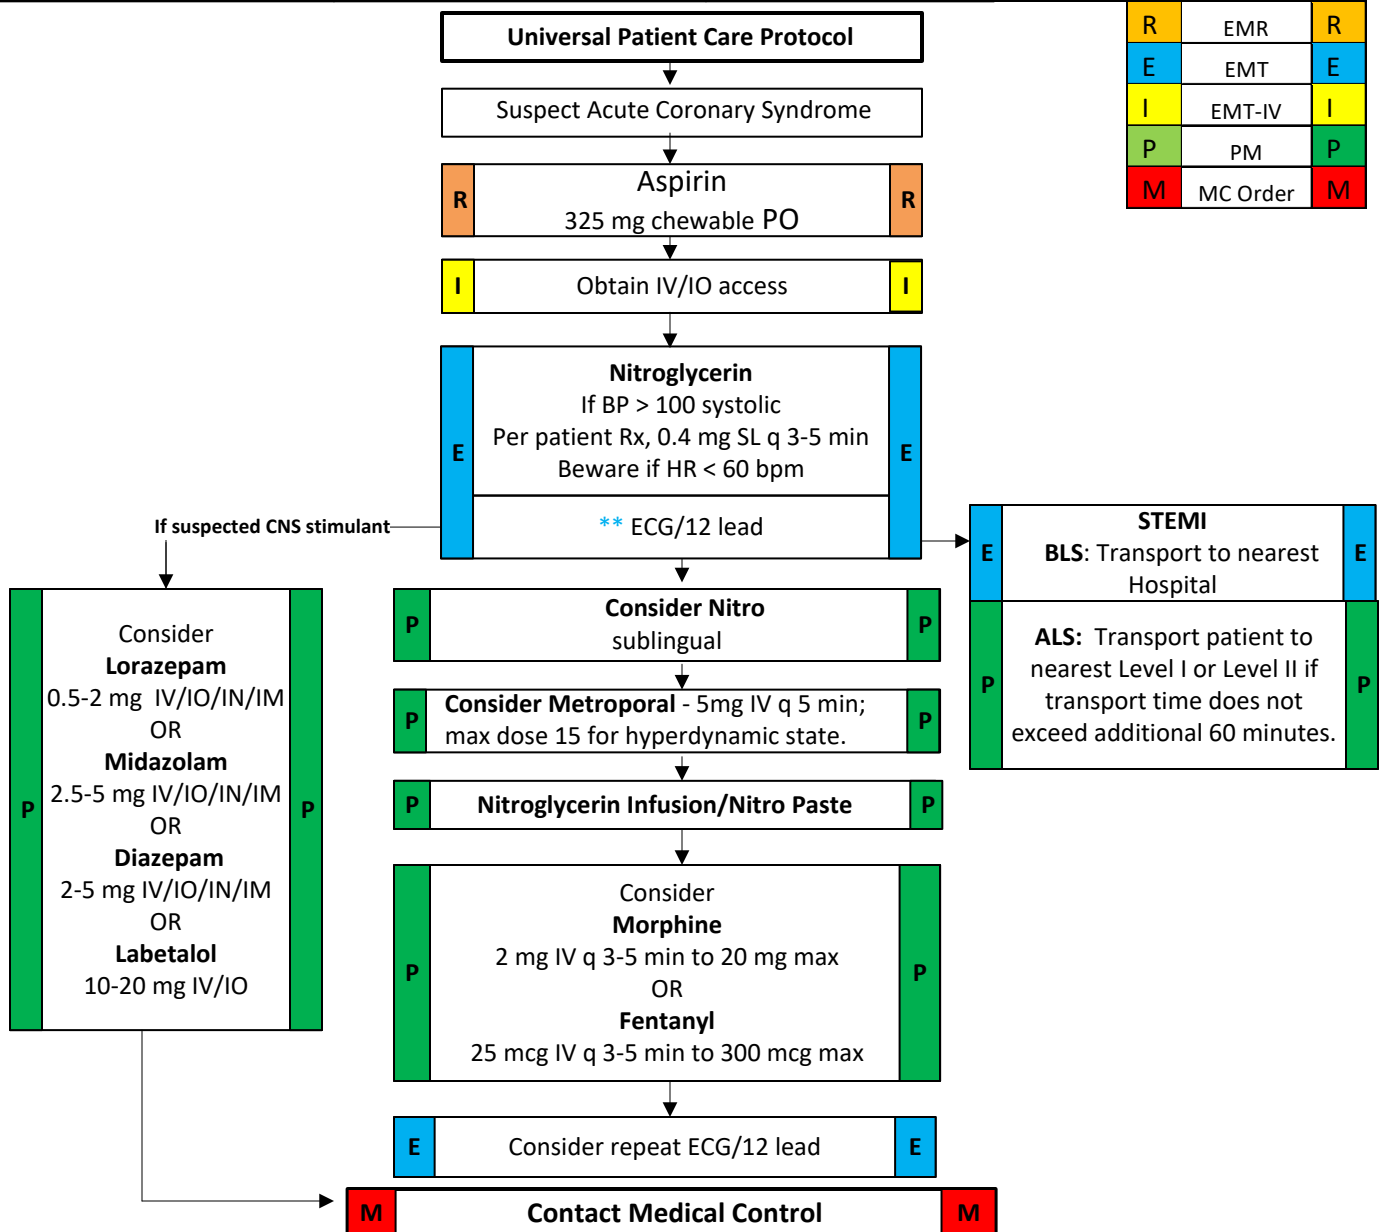 Universal Patient Care Protocol
R EMR R
E EMT E
I EMT-IV I
P PM P
M MC Order M
Suspect Acute Coronary Syndrome
R Aspirin R
325 mg chewable PO
I Obtain IV/IO access I
Nitroglycerin
If BP > 100 systolic
Per patient Rx, 0.4 mg SL q 3-5 min
E Beware if HR < 60 bpm E
** ECG/12 lead
If suspected CNS stimulant
STEMI
E BLS: Transport to nearest E
Hospital
P ALS: Transport patient to P
nearest Level I or Level II if
transport time does not
exceed additional 60 minutes.
P Consider P
Lorazepam
0.5-2 mg IV/IO/IN/IM
OR
Midazolam
2.5-5 mg IV/IO/IN/IM
OR
Diazepam
2-5 mg IV/IO/IN/IM
OR
Labetalol
10-20 mg IV/IO
P Consider Nitro P
sublingual
P Consider Metroporal - 5mg IV q 5 min; P
max dose 15 for hyperdynamic state.
P Nitroglycerin Infusion/Nitro Paste P
Consider
Morphine
2 mg IV q 3-5 min to 20 mg max
P OR P
Fentanyl
25 mcg IV q 3-5 min to 300 mcg max
E Consider repeat ECG/12 lead E
M Contact Medical Control M